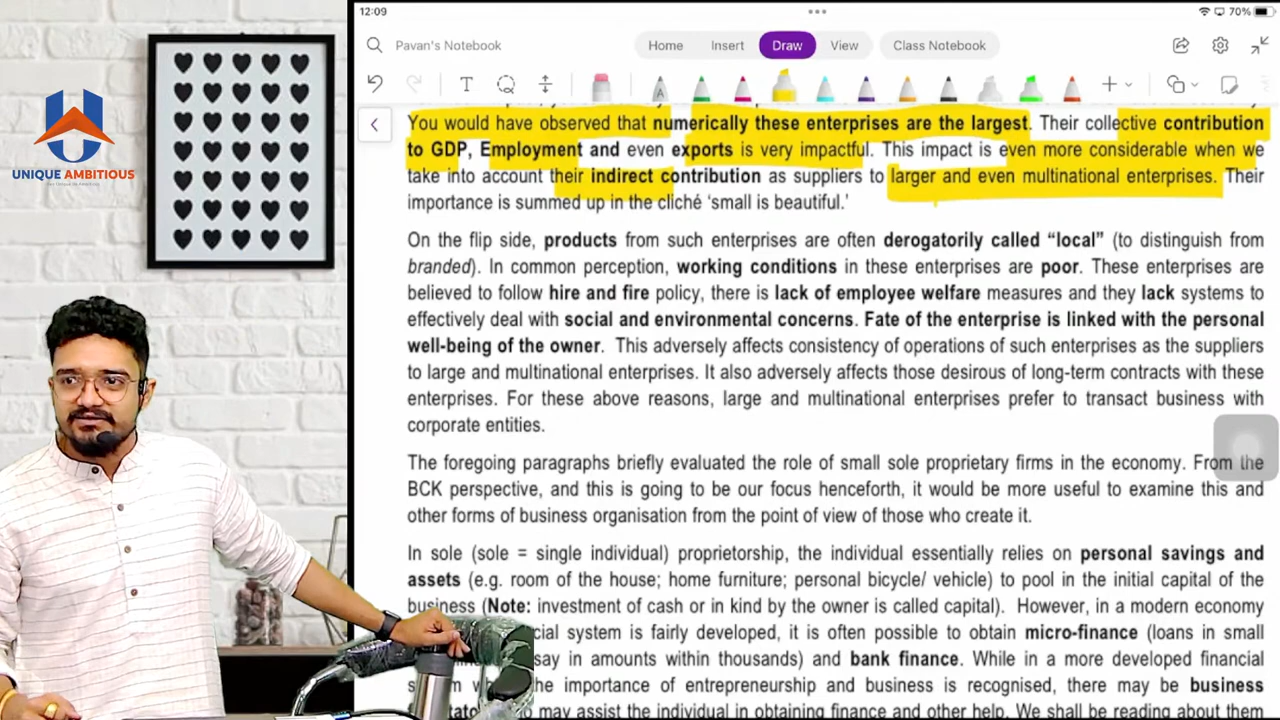 UNIQUE AMBITIOUS
12:09
70%
Pavan's Notebook
Home
Insert
Draw
View
Class Notebook
You would have observed that numerically these enterprises are the largest. Their collective contribution
to GDP, Employment and even exports is very impactful. This impact is even more considerable when we
take into account their indirect contribution as suppliers to larger and even multinational enterprises. Their
importance is summed up in the cliché ‘small is beautiful.’
On the flip side, products from such enterprises are often derogatorily called “local” (to distinguish from
branded). In common perception, working conditions in these enterprises are poor. These enterprises are
believed to follow hire and fire policy, there is lack of employee welfare measures and they lack systems to
effectively deal with social and environmental concerns. Fate of the enterprise is linked with the personal
well-being of the owner. This adversely affects consistency of operations of such enterprises as the suppliers
to large and multinational enterprises. It also adversely affects those desirous of long-term contracts with these
enterprises. For these above reasons, large and multinational enterprises prefer to transact business with
corporate entities.
The foregoing paragraphs briefly evaluated the role of small sole proprietary firms in the economy. From the
BCK perspective, and this is going to be our focus henceforth, it would be more useful to examine this and
other forms of business organisation from the point of view of those who create it.
In sole (sole = single individual) proprietorship, the individual essentially relies on personal savings and
assets (e.g. room of the house; home furniture; personal bicycle/ vehicle) to pool in the initial capital of the
business (Note: investment of cash or in kind by the owner is called capital). However, in a modern economy
system is fairly developed, it is often possible to obtain micro-finance (loans in small
say in amounts within thousands) and bank finance. While in a more developed financial
the importance of entrepreneurship and business is recognised, there may be business
may assist the individual in obtaining finance and other help. We shall be reading about them